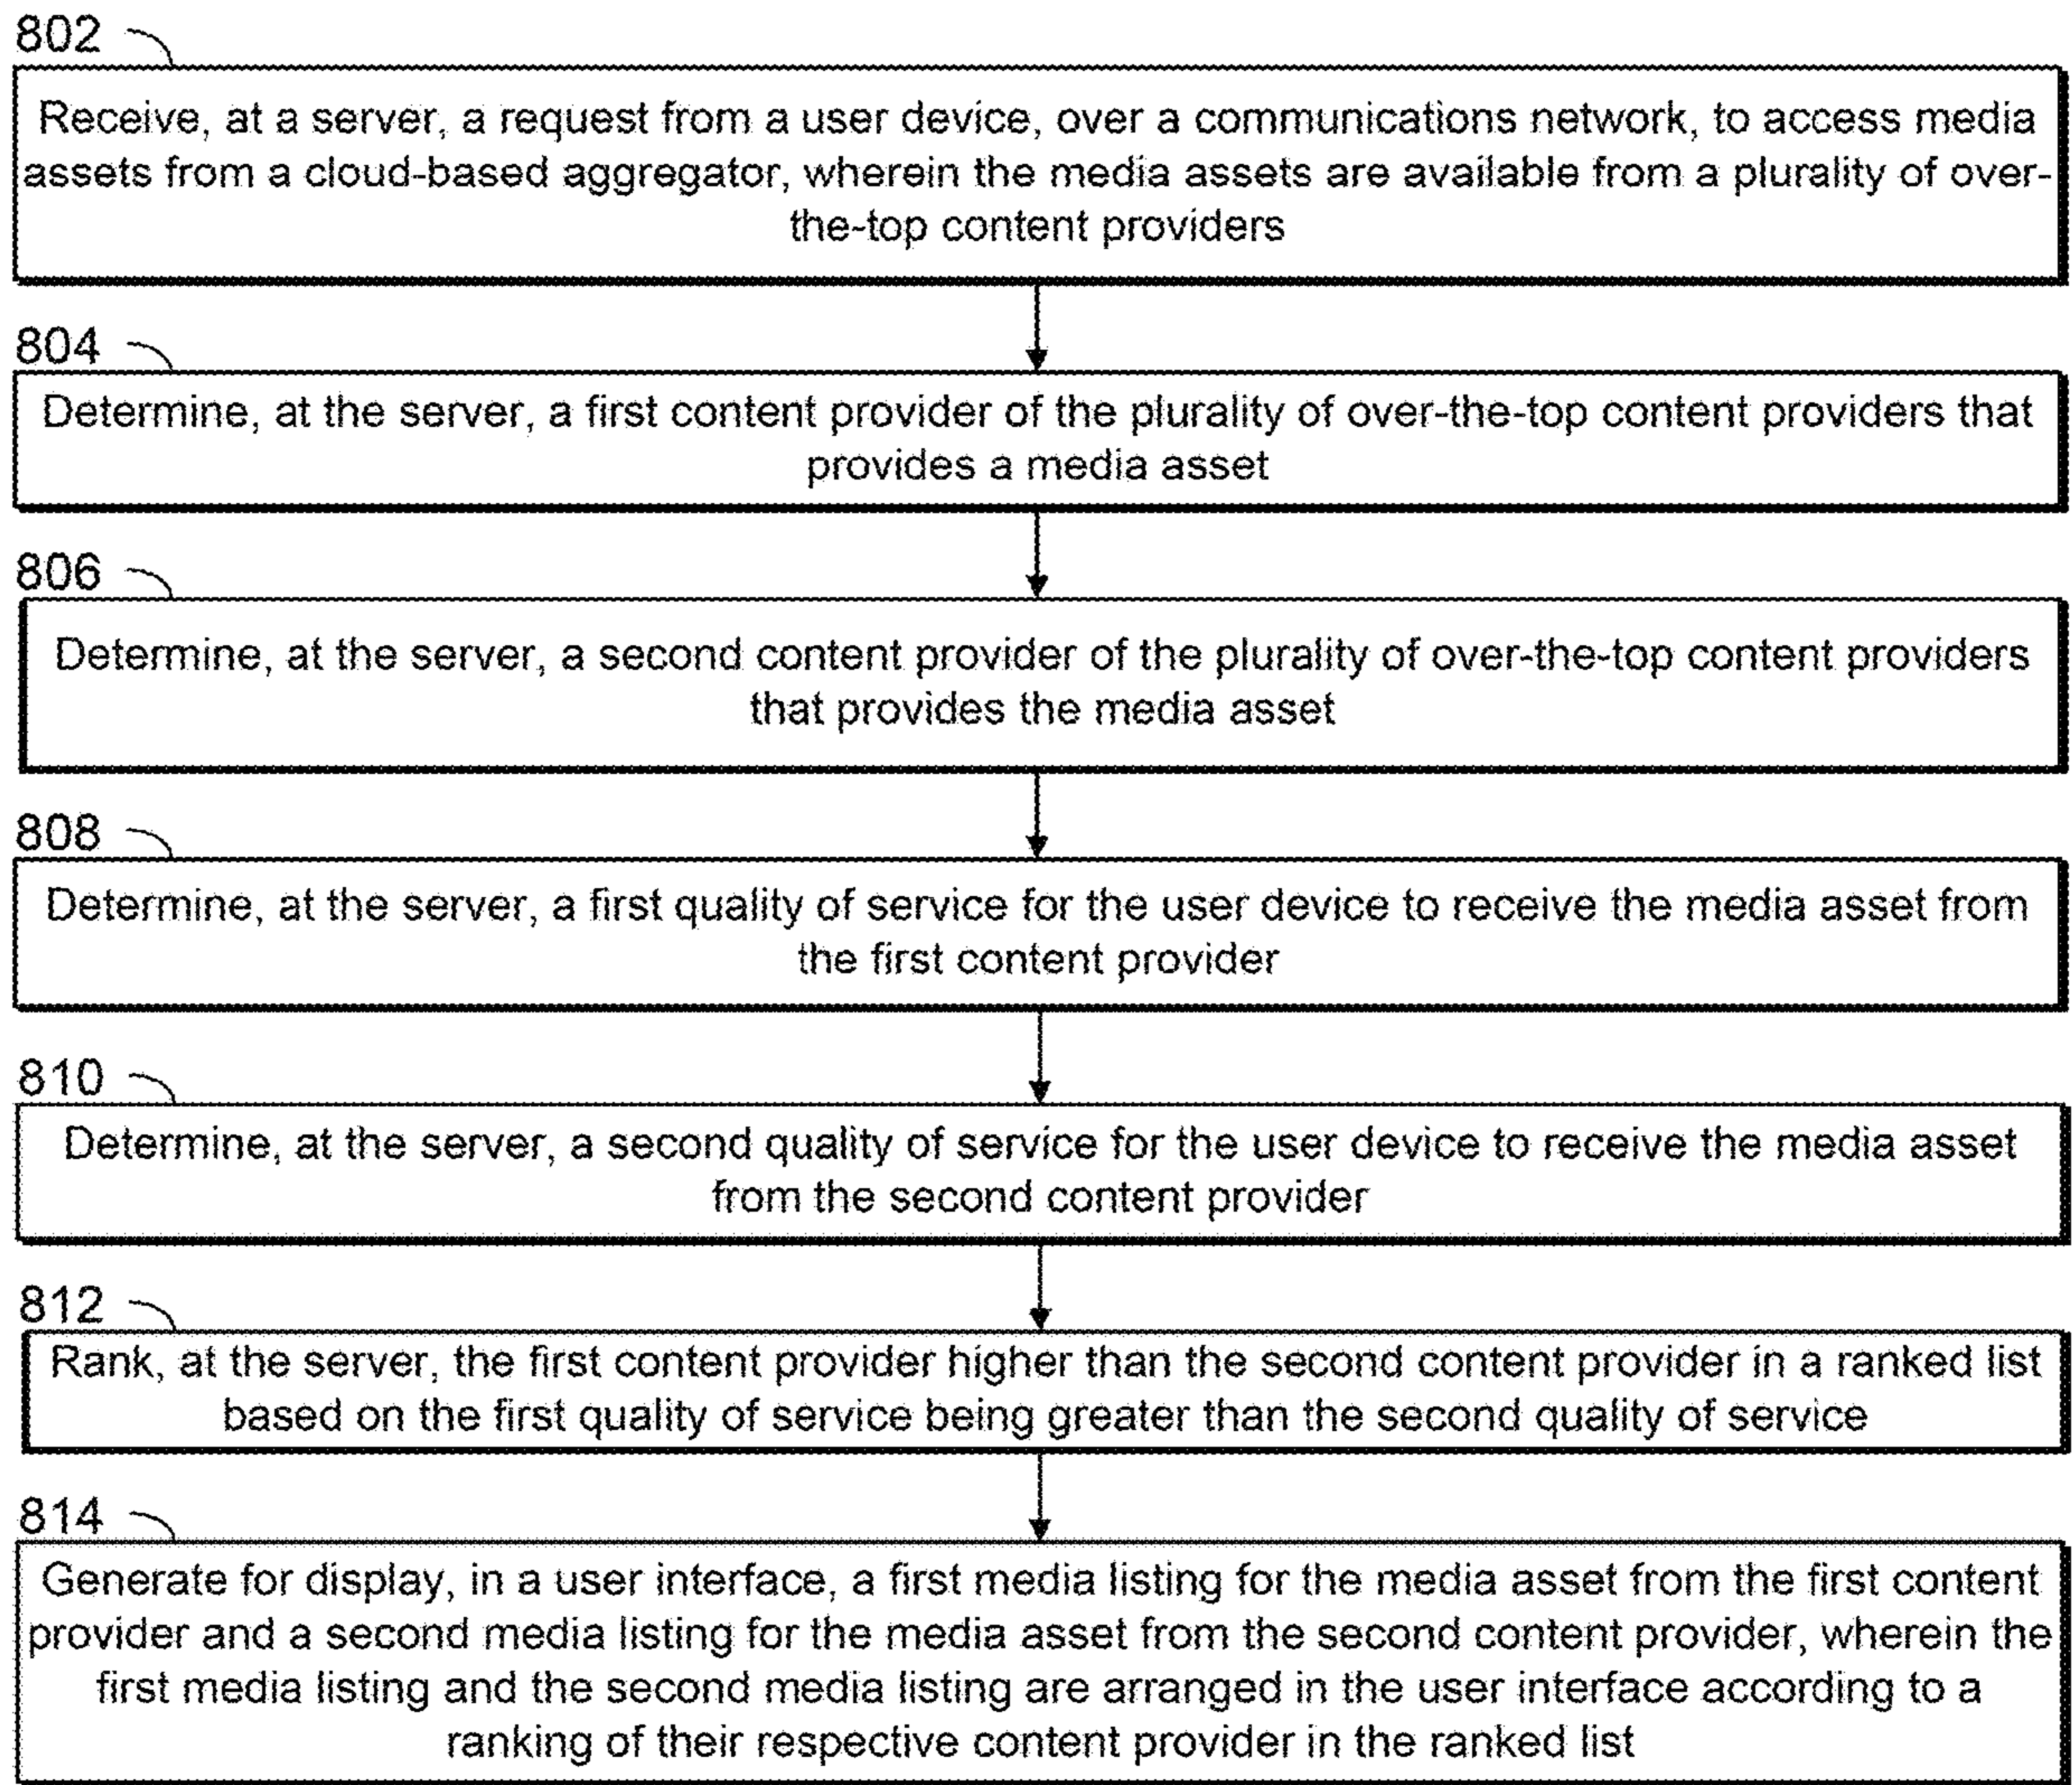 802
Receive, at a server, a request from a user device, over a communications network, to access media
assets from a cloud-based aggregator, wherein the media assets are available from a plurality of over-
the-top content providers
804
Determine, at the server, a first content provider of the plurality of over-the-top content providers that
provides a media asset
806
Determine, at the server, a second content provider of the plurality of over-the-top content providers
that provides the media asset
808
Determine, at the server, a first quality of service for the user device to receive the media asset from
the first content provider
810
Determine, at the server, a second quality of service for the user device to receive the media asset
from the second content provider
812
Rank, at the server, the first content provider higher than the second content provider in a ranked list
based on the first quality of service being greater than the second quality of service
814
Generate for display, in a user interface, a first media listing for the media asset from the first content
provider and a second media listing for the media asset from the second content provider, wherein the
first media listing and the second media listing are arranged in the user interface according to a
ranking of their respective content provider in the ranked list